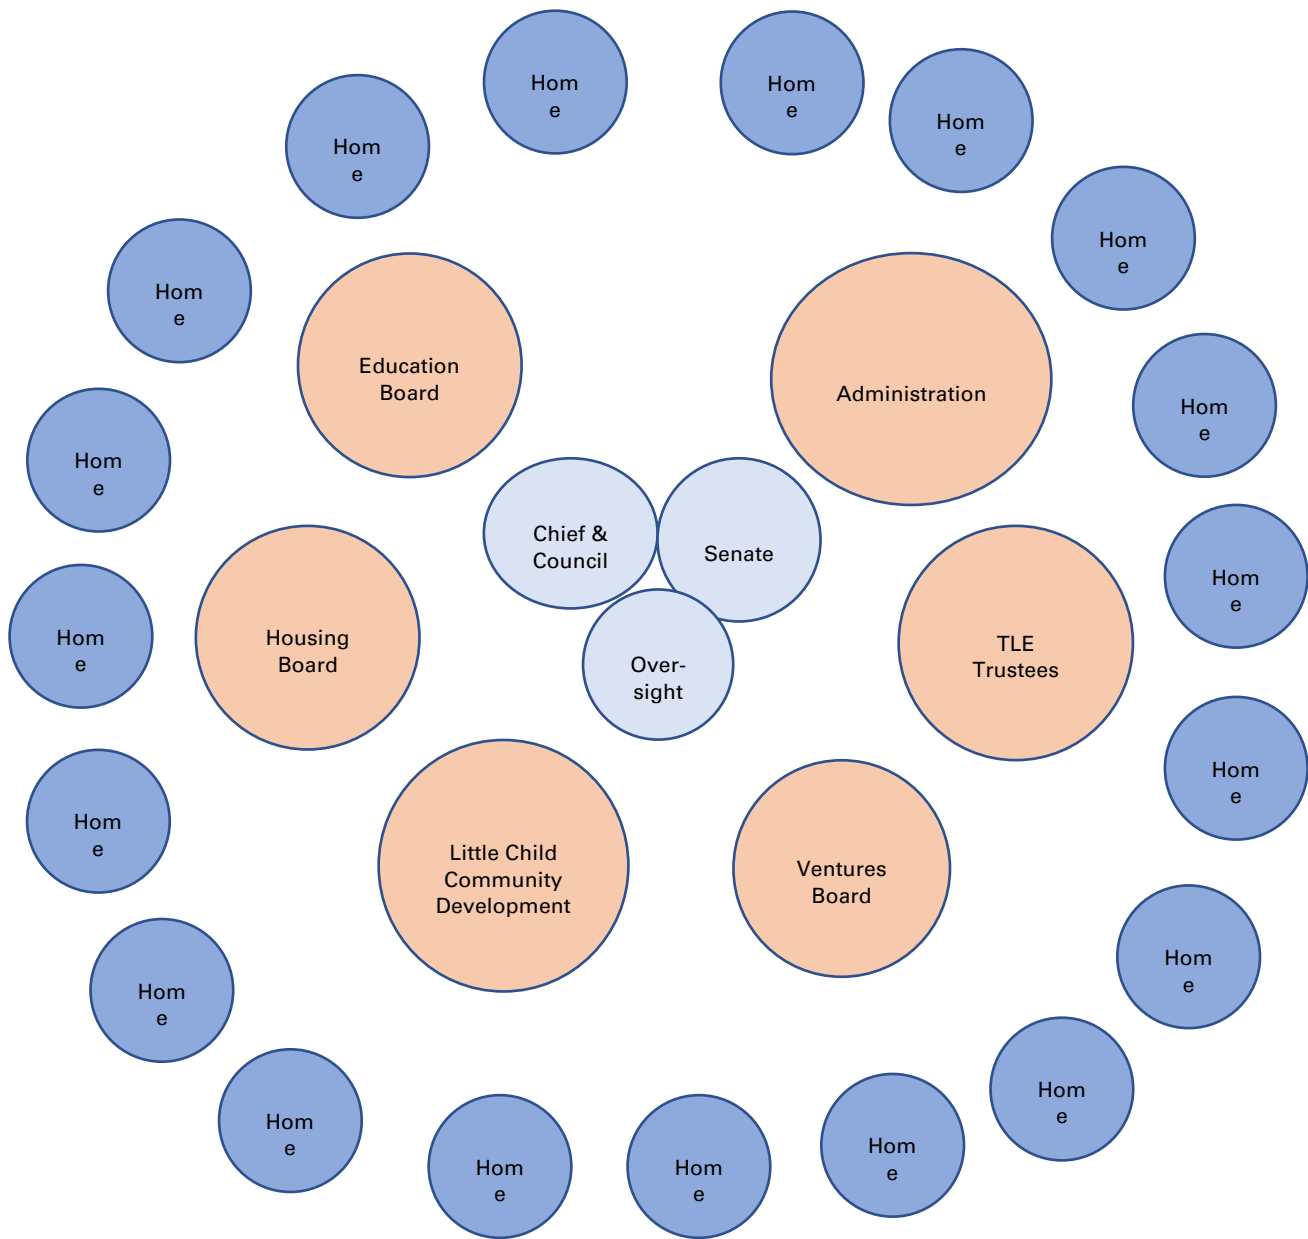 Hom
e
Hom
e
Hom
e
Hom
e
Hom
e
Hom
e
Hom
e
Education
Board
Administration
Hom
e
Hom
e
Chief &
Council
Senate
Hom
e
Hom
e
Housing
Board
Over-
sight
TLE
Trustees
Hom
e
Hom
e
Little Child
Community
Development
Ventures
Board
Hom
e
Hom
e
Hom
e
Hom
e
Hom
e
Hom
e
Hom
e